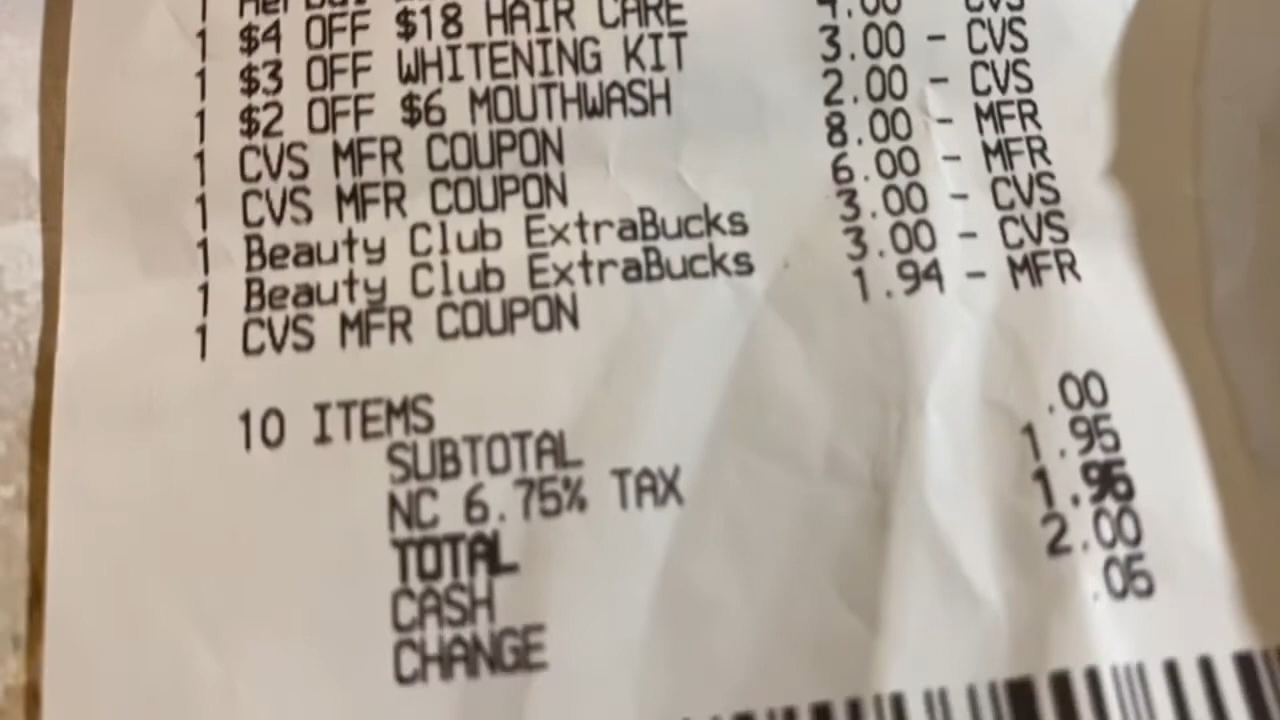 1 $4 OFF $18 HAIR CARE 4.00 - CVS
1 $3 OFF WHITENING KIT 3.00 - CVS
1 $2 OFF $6 MOUTHWASH 2.00 - CVS
1 CVS MFR COUPON 8.00 - MFR
1 CVS MFR COUPON 6.00 - MFR
1 Beauty Club ExtraBucks 3.00 - CVS
1 Beauty Club ExtraBucks 3.00 - CVS
1 CVS MFR COUPON 1.94 - MFR
10 ITEMS
SUBTOTAL .00
NC 6.75% TAX 1.95
TOTAL 1.95
CASH 2.00
CHANGE .05